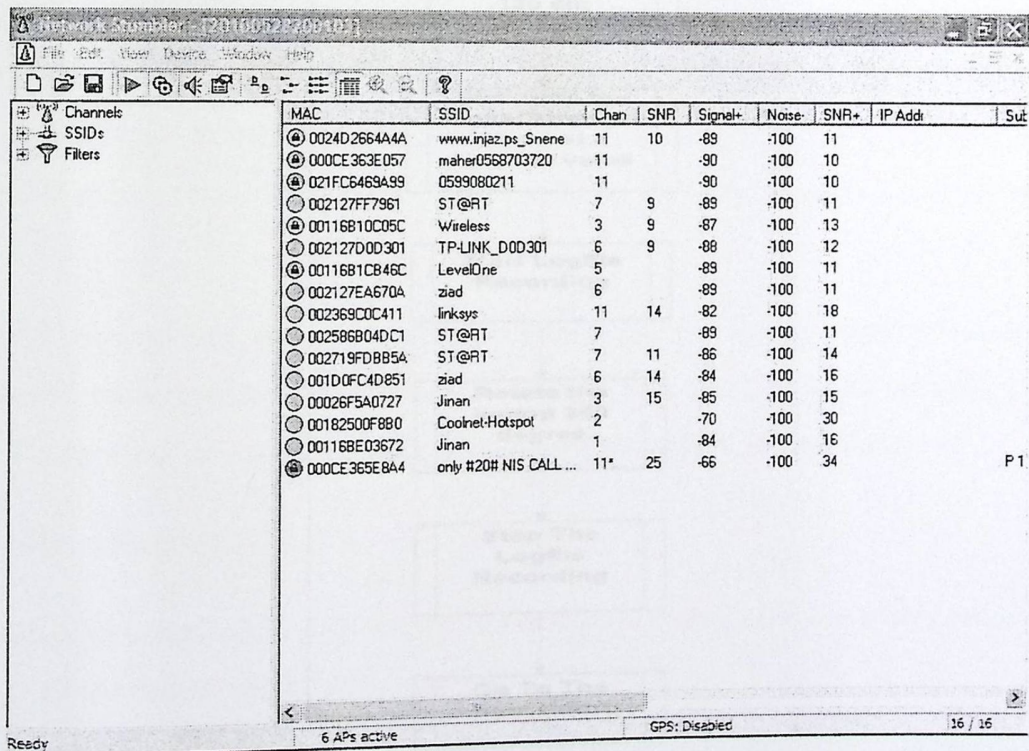 Network Stumbler - [20100528300101]
File Edit View Device Window Help
Channels
SSIDs
Filters
MAC SSID Chan SNR Signal+ Noise- SNR+ IP Addr Sub
0024D2664A4A www.injaz.ps_Snene 11 10 -89 -100 11
000CE363E057 maher0568703720 11 -90 -100 10
021FC6469A99 0599080211 11 -90 -100 10
002127FF7961 ST@RT 7 9 -89 -100 11
00116B10C05C Wireless 3 9 -87 -100 13
002127D0D301 TP-LINK_D0D301 6 9 -88 -100 12
00116B1CB46C LevelOne 5 -89 -100 11
002127EA670A ziad 6 -89 -100 11
002369C0C411 linksys 11 14 -82 -100 18
002586B04DC1 ST@RT 7 -89 -100 11
002719FDBB5A ST@RT 7 11 -86 -100 14
001D0FC4D851 ziad 6 14 -84 -100 16
00026F5A0727 Jinan 3 15 -85 -100 15
00182500F8B0 Coolnet-Hotspot 2 -70 -100 30
00116BE03672 Jinan 1 -84 -100 16
000CE365E8A4 only #20# NIS CALL ... 11* 25 -66 -100 34 P 1
Ready 6 APs active GPS: Disabled 16 / 16